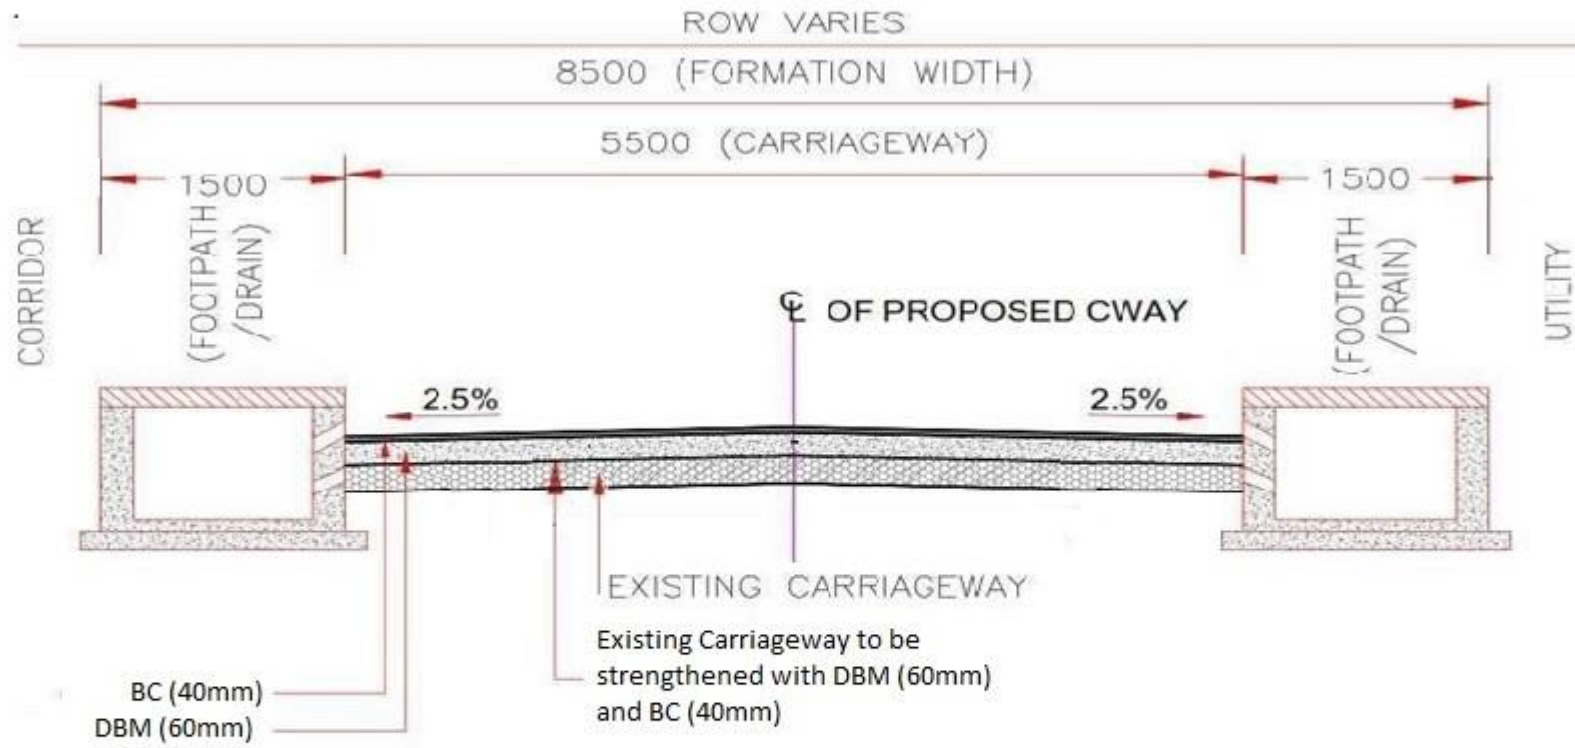 ROW VARIES
8500 (FORMATION WIDTH)
5500 (CARRIAGEWAY)
1500
1500
(FOOTPATH
/DRAIN)
(FOOTPATH
/DRAIN)
CORRIDOR
UTILITY
℄ OF PROPOSED CWAY
2.5%
2.5%
EXISTING CARRIAGEWAY
Existing Carriageway to be
strengthened with DBM (60mm)
and BC (40mm)
BC (40mm)
DBM (60mm)